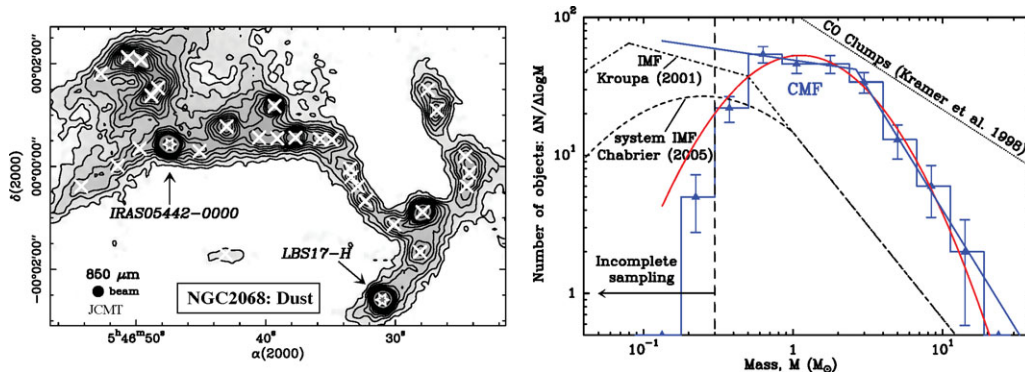 δ(2000)
00°02'00"
00°00'00"
−00°02'00"
IRAS05442-0000
LBS17-H
850 μm
beam
JCMT
NGC2068: Dust
5ʰ46ᵐ50ˢ
40ˢ
30ˢ
α(2000)
Number of objects: ΔN/ΔlogM
10²
10
1
IMF
Kroupa (2001)
system IMF
Chabrier (2005)
CMF
CO Clumps (Kramer et al. 1998)
Incomplete
sampling
10⁻¹
1
10¹
Mass, M (M☉)